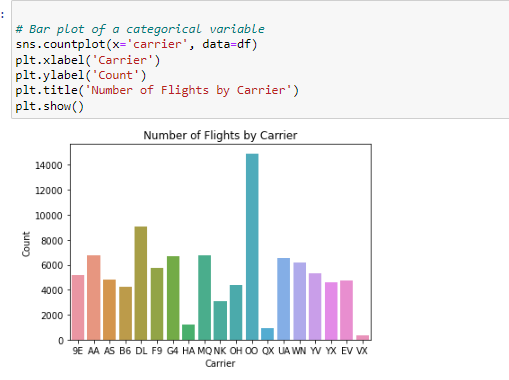 :
# Bar plot of a categorical variable
sns.countplot(x='carrier', data=df)
plt.xlabel('Carrier')
plt.ylabel('Count')
plt.title('Number of Flights by Carrier')
plt.show()
Number of Flights by Carrier
14000
12000
10000
8000
6000
4000
2000
0
Count
9E AA AS B6 DL F9 G4 HA MQ NK OH OO QX UA WN YV YX EV VX
Carrier